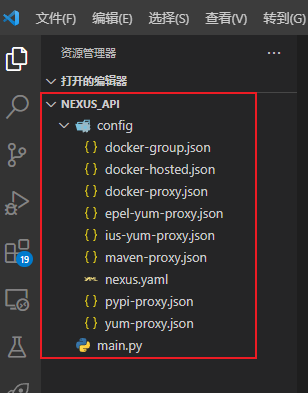 文件(F) 编辑(E) 选择(S) 查看(V) 转到(G)
资源管理器
打开的编辑器
NEXUS_API
config
docker-group.json
docker-hosted.json
docker-proxy.json
epel-yum-proxy.json
ius-yum-proxy.json
maven-proxy.json
nexus.yaml
pypi-proxy.json
yum-proxy.json
main.py
19